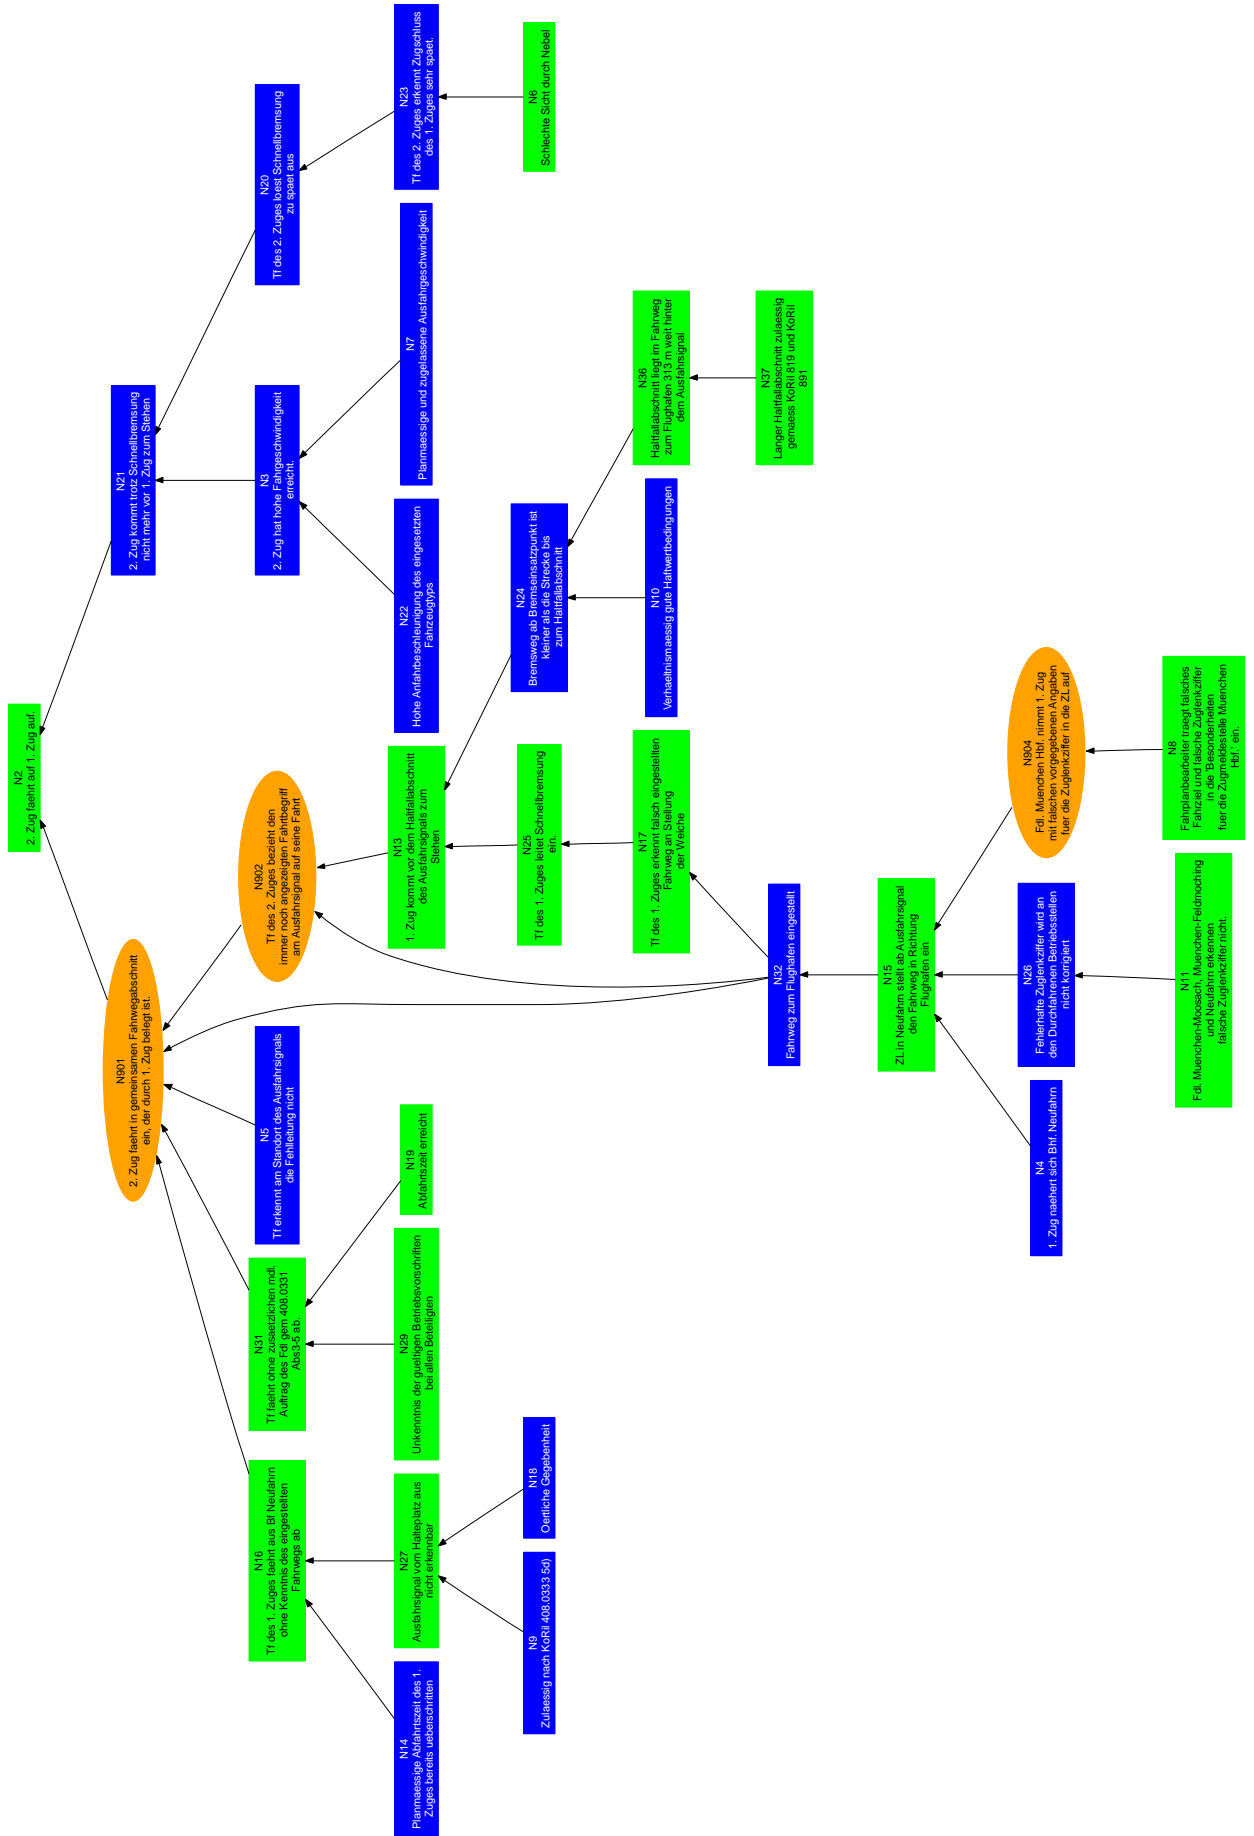 N2
2. Zug faehrt auf 1. Zug auf.
N901
2. Zug faehrt in gemeinsamen Fahrwegabschnitt
ein, der durch 1. Zug belegt ist.
N21
2. Zug kommt trotz Schnellbremsung
nicht mehr vor 1. Zug zum Stehen
N16
Tf des 1. Zuges faehrt aus Bf Neufahrn
ohne Kenntnis des eingestellten
Fahrwegs ab
N31
Tf faehrt ohne zusaetzlichen mdl.
Auftrag des Fdl gem 408.0331
Abs3-5 ab.
N5
Tf erkennt am Standort des Ausfahrsignals
die Fehlleitung nicht
N902
Tf des 2. Zuges bezieht den
immer noch angezeigten Fahrtbegriff
am Ausfahrsignal auf seine Fahrt
N3
2. Zug hat hohe Fahrgeschwindigkeit
erreicht.
N20
Tf des 2. Zuges loest Schnellbremsung
zu spaet aus
N14
Planmaessige Abfahrtszeit des 1.
Zuges bereits ueberschritten
N27
Ausfahrsignal vom Halteplatz aus
nicht erkennbar
N29
Unkenntnis der gueltigen Betriebsvorschriften
bei allen Beteiligten
N19
Abfahrtszeit erreicht
N13
1. Zug kommt vor dem Haltfallabschnitt
des Ausfahrsignals zum
Stehen
N22
Hohe Anfahrbeschleunigung des eingesetzten
Fahrzeugtyps
N7
Planmaessige und zugelassene Ausfahrgeschwindigkeit
N23
Tf des 2. Zuges erkennt Zugschluss
des 1. Zuges sehr spaet.
N9
Zulaessig nach KoRil 408.0333 5d)
N18
Oertliche Gegebenheit
N25
Tf des 1. Zuges leitet Schnellbremsung
ein.
N24
Bremsweg ab Bremseinsatzpunkt ist
kleiner als die Strecke bis
zum Haltfallabschnitt
N6
Schlechte Sicht durch Nebel
N17
Tf des 1. Zuges erkennt falsch eingestellten
Fahrweg an Stellung
der Weiche
N10
Verhaeltnismaessig gute Haftwertbedingungen
N36
Haltfallabschnitt liegt im Fahrweg
zum Flughafen 313 m weit hinter
dem Ausfahrsignal
N32
Fahrweg zum Flughafen eingestellt
N37
Langer Haltfallabschnitt zulaessig
gemaess KoRil 819 und KoRil
891
N15
ZL in Neufahrn stellt ab Ausfahrsignal
den Fahrweg in Richtung
Flughafen ein
N4
1. Zug naehert sich Bhf. Neufahrn
N26
Fehlerhafte Zuglenkziffer wird an
den Durchfahrenen Betriebsstellen
nicht korrigiert
N904
Fdl. Muenchen Hbf. nimmt 1. Zug
mit falschen vorgegebenen Angaben
fuer die Zuglenkziffer in die ZL auf
N11
Fdl. Muenchen-Moosach, Muenchen-Feldmoching
und Neufahrn erkennen
falsche Zuglenkziffer nicht.
N8
Fahrplanbearbeiter traegt falsches
Fahrziel und falsche Zuglenkziffer
in die 'Besonderheiten
fuer die Zugmeldestelle Muenchen
Hbf.' ein.